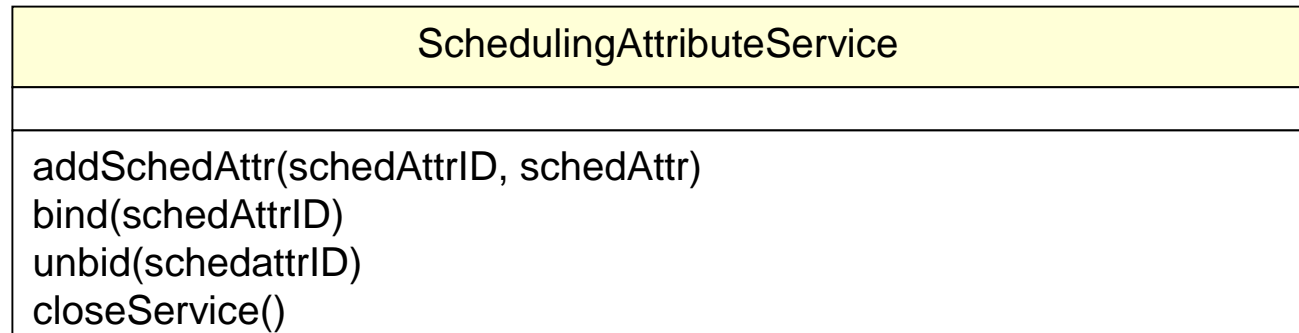 SchedulingAttributeService
addSchedAttr(schedAttrID, schedAttr)
bind(schedAttrID)
unbid(schedattrID)
closeService()